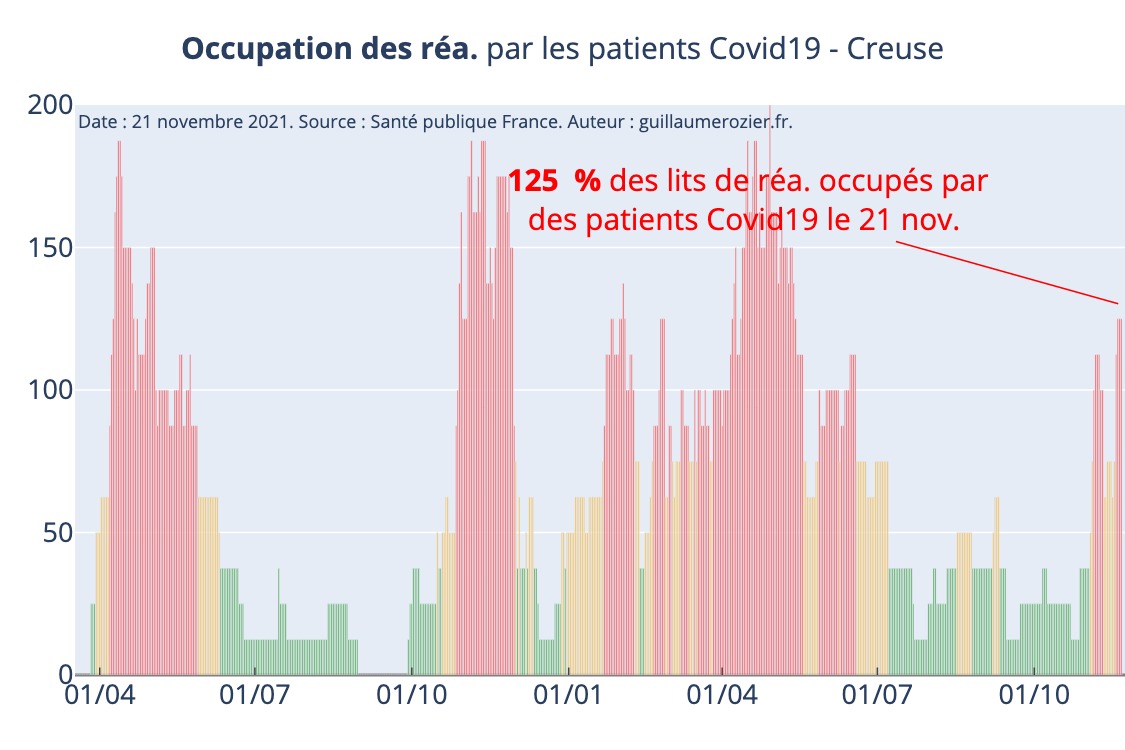 Occupation des réa. par les patients Covid19 - Creuse
200
Date : 21 novembre 2021. Source : Santé publique France. Auteur : guillaumerozier.fr.
125 % des lits de réa. occupés par
des patients Covid19 le 21 nov.
150
100
50
0
01/04 01/07 01/10 01/01 01/04 01/07 01/10